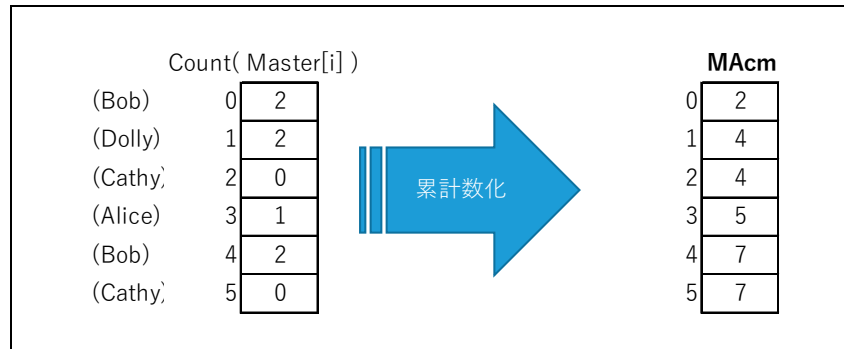 Count( Master[i] ) MAcm
(Bob) 0 2 0 2
(Dolly) 1 2 1 4
(Cathy) 2 0 累計数化 2 4
(Alice) 3 1 3 5
(Bob) 4 2 4 7
(Cathy) 5 0 5 7